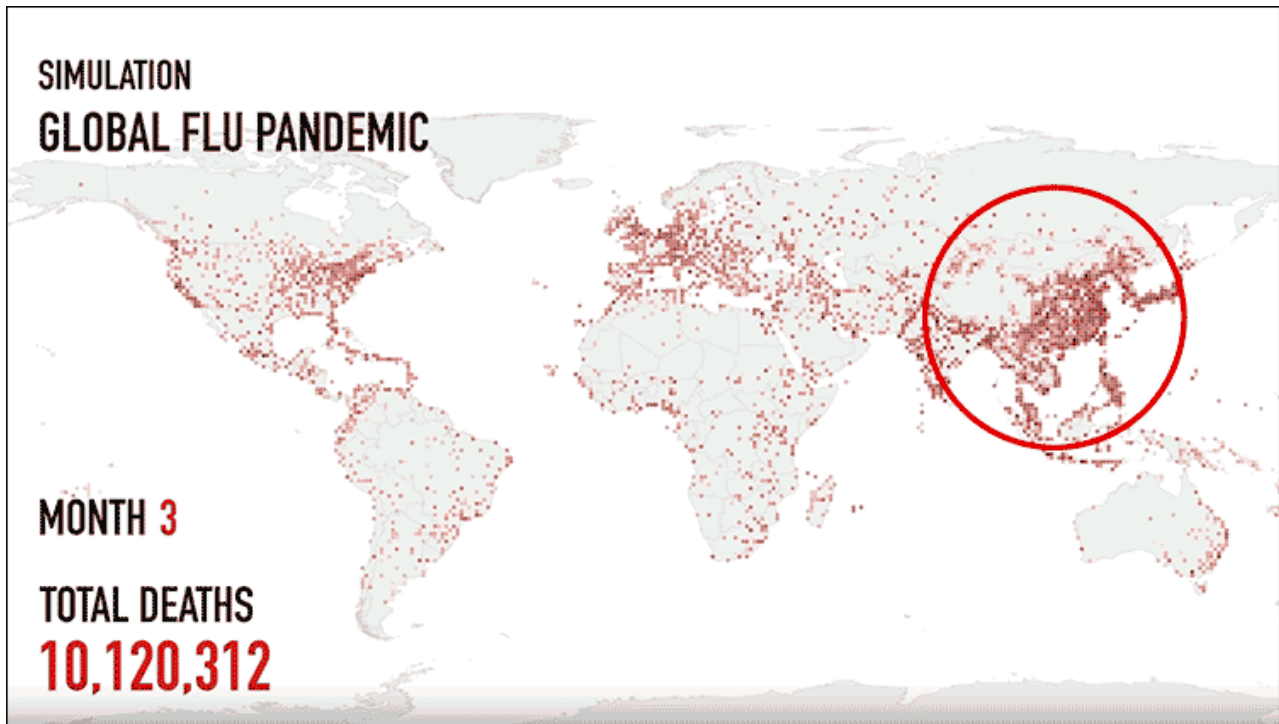 SIMULATION
GLOBAL FLU PANDEMIC
MONTH 3
TOTAL DEATHS
10,120,312